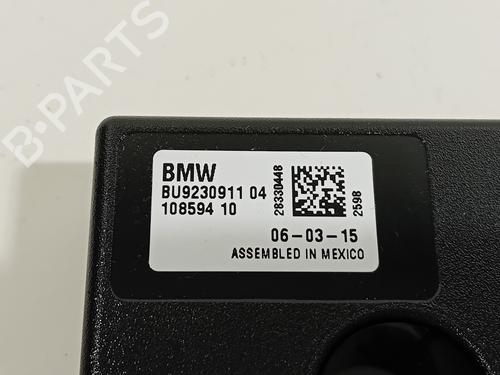 BMW
BU9230911 04
108594 10
28330448
2598
06-03-15
ASSEMBLED IN MEXICO
B-PARTS